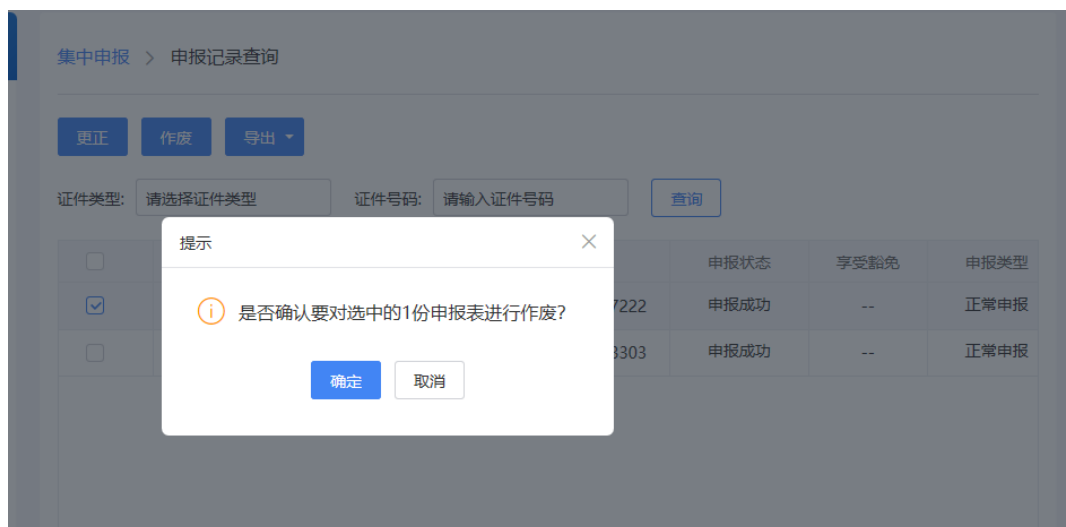 集中申报 > 申报记录查询
更正 作废 导出
证件类型: 请选择证件类型 证件号码: 请输入证件号码 查询
提示
申报状态 享受豁免 申报类型
7222 申报成功 -- 正常申报
是否确认要对选中的1份申报表进行作废?
3303 申报成功 -- 正常申报
确定 取消